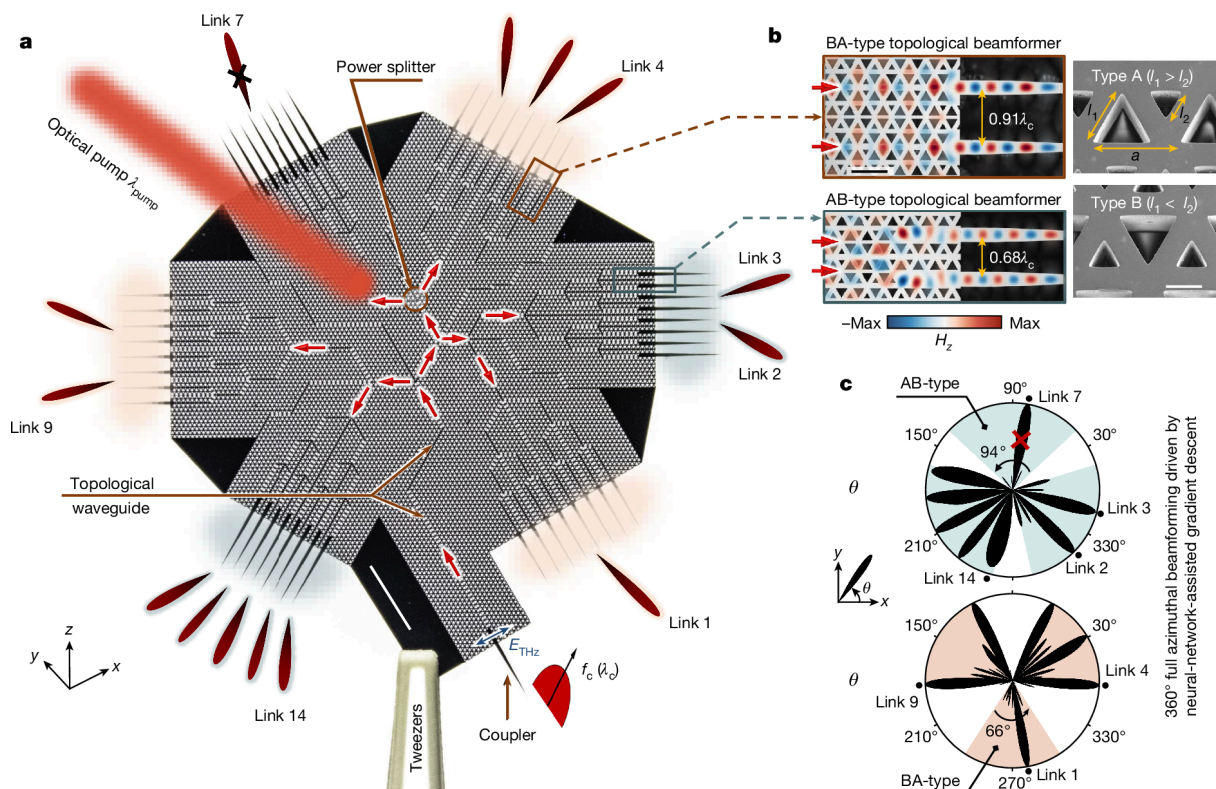 a
Link 7
Power splitter
Link 4
Optical pump λpump
Link 3
Link 2
Link 9
Topological
waveguide
Link 1
Link 14
ETHz
fc (λc)
Coupler
Tweezers
z
y
x
b
BA-type topological beamformer
0.91λc
Type A (l1 > l2)
l1
l2
a
AB-type topological beamformer
0.68λc
Type B (l1 < l2)
–Max
Max
Hz
c
AB-type
90°
Link 7
150°
30°
94°
θ
Link 3
210°
330°
Link 2
Link 14
y
θ
x
150°
30°
θ
Link 4
Link 9
210°
330°
66°
BA-type
270°
Link 1
360° full azimuthal beamforming driven by
neural-network-assisted gradient descent